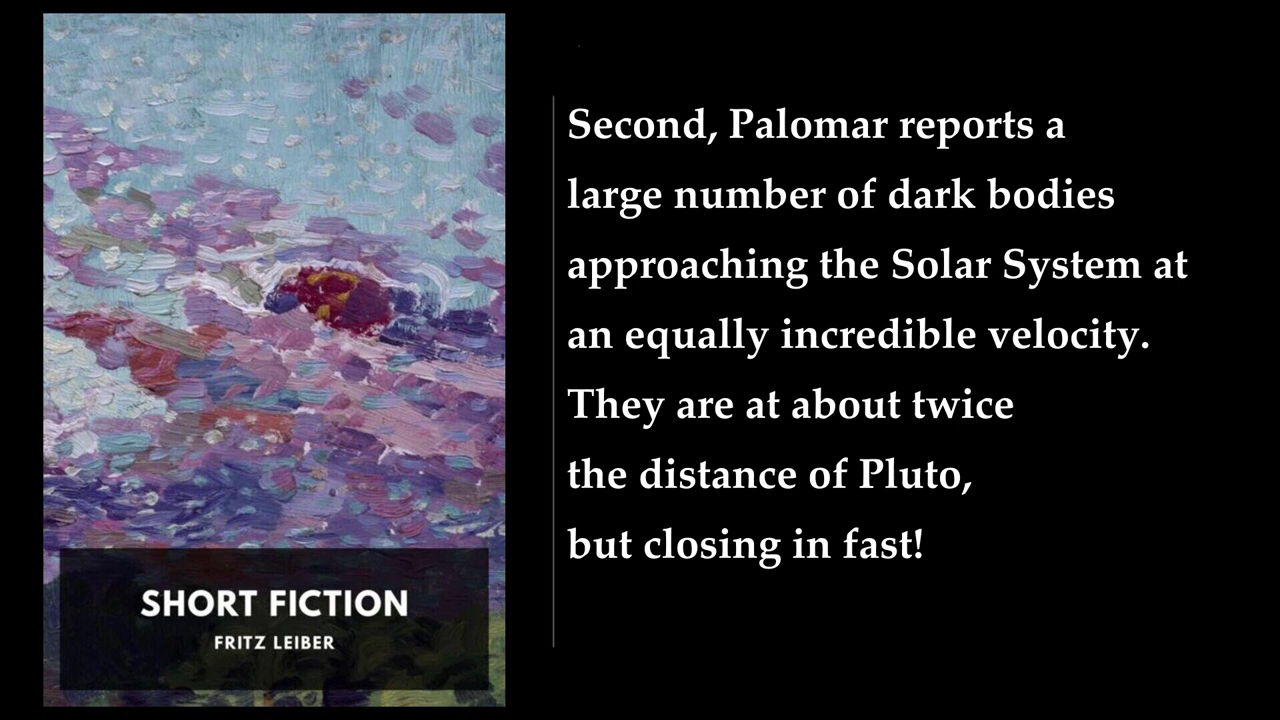 SHORT FICTION
FRITZ LEIBER
Second, Palomar reports a
large number of dark bodies
approaching the Solar System at
an equally incredible velocity.
They are at about twice
the distance of Pluto,
but closing in fast!